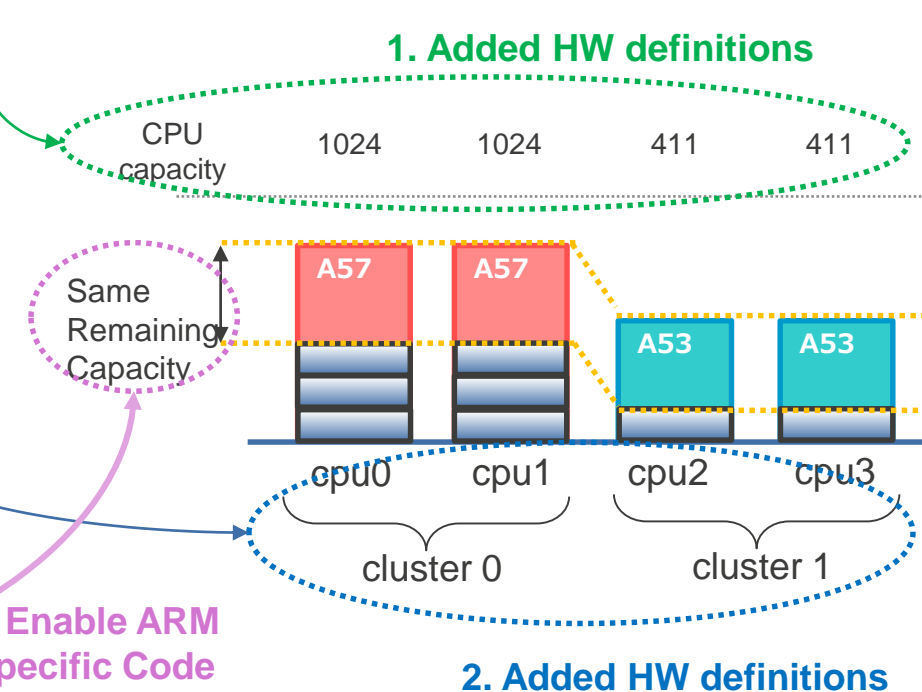 1. Added HW definitions
CPU
capacity
1024
1024
411
411
Same
Remaining
Capacity
A57
A57
A53
A53
cpu0
cpu1
cpu2
cpu3
cluster 0
cluster 1
Enable ARM
pecific Code
2. Added HW definitions